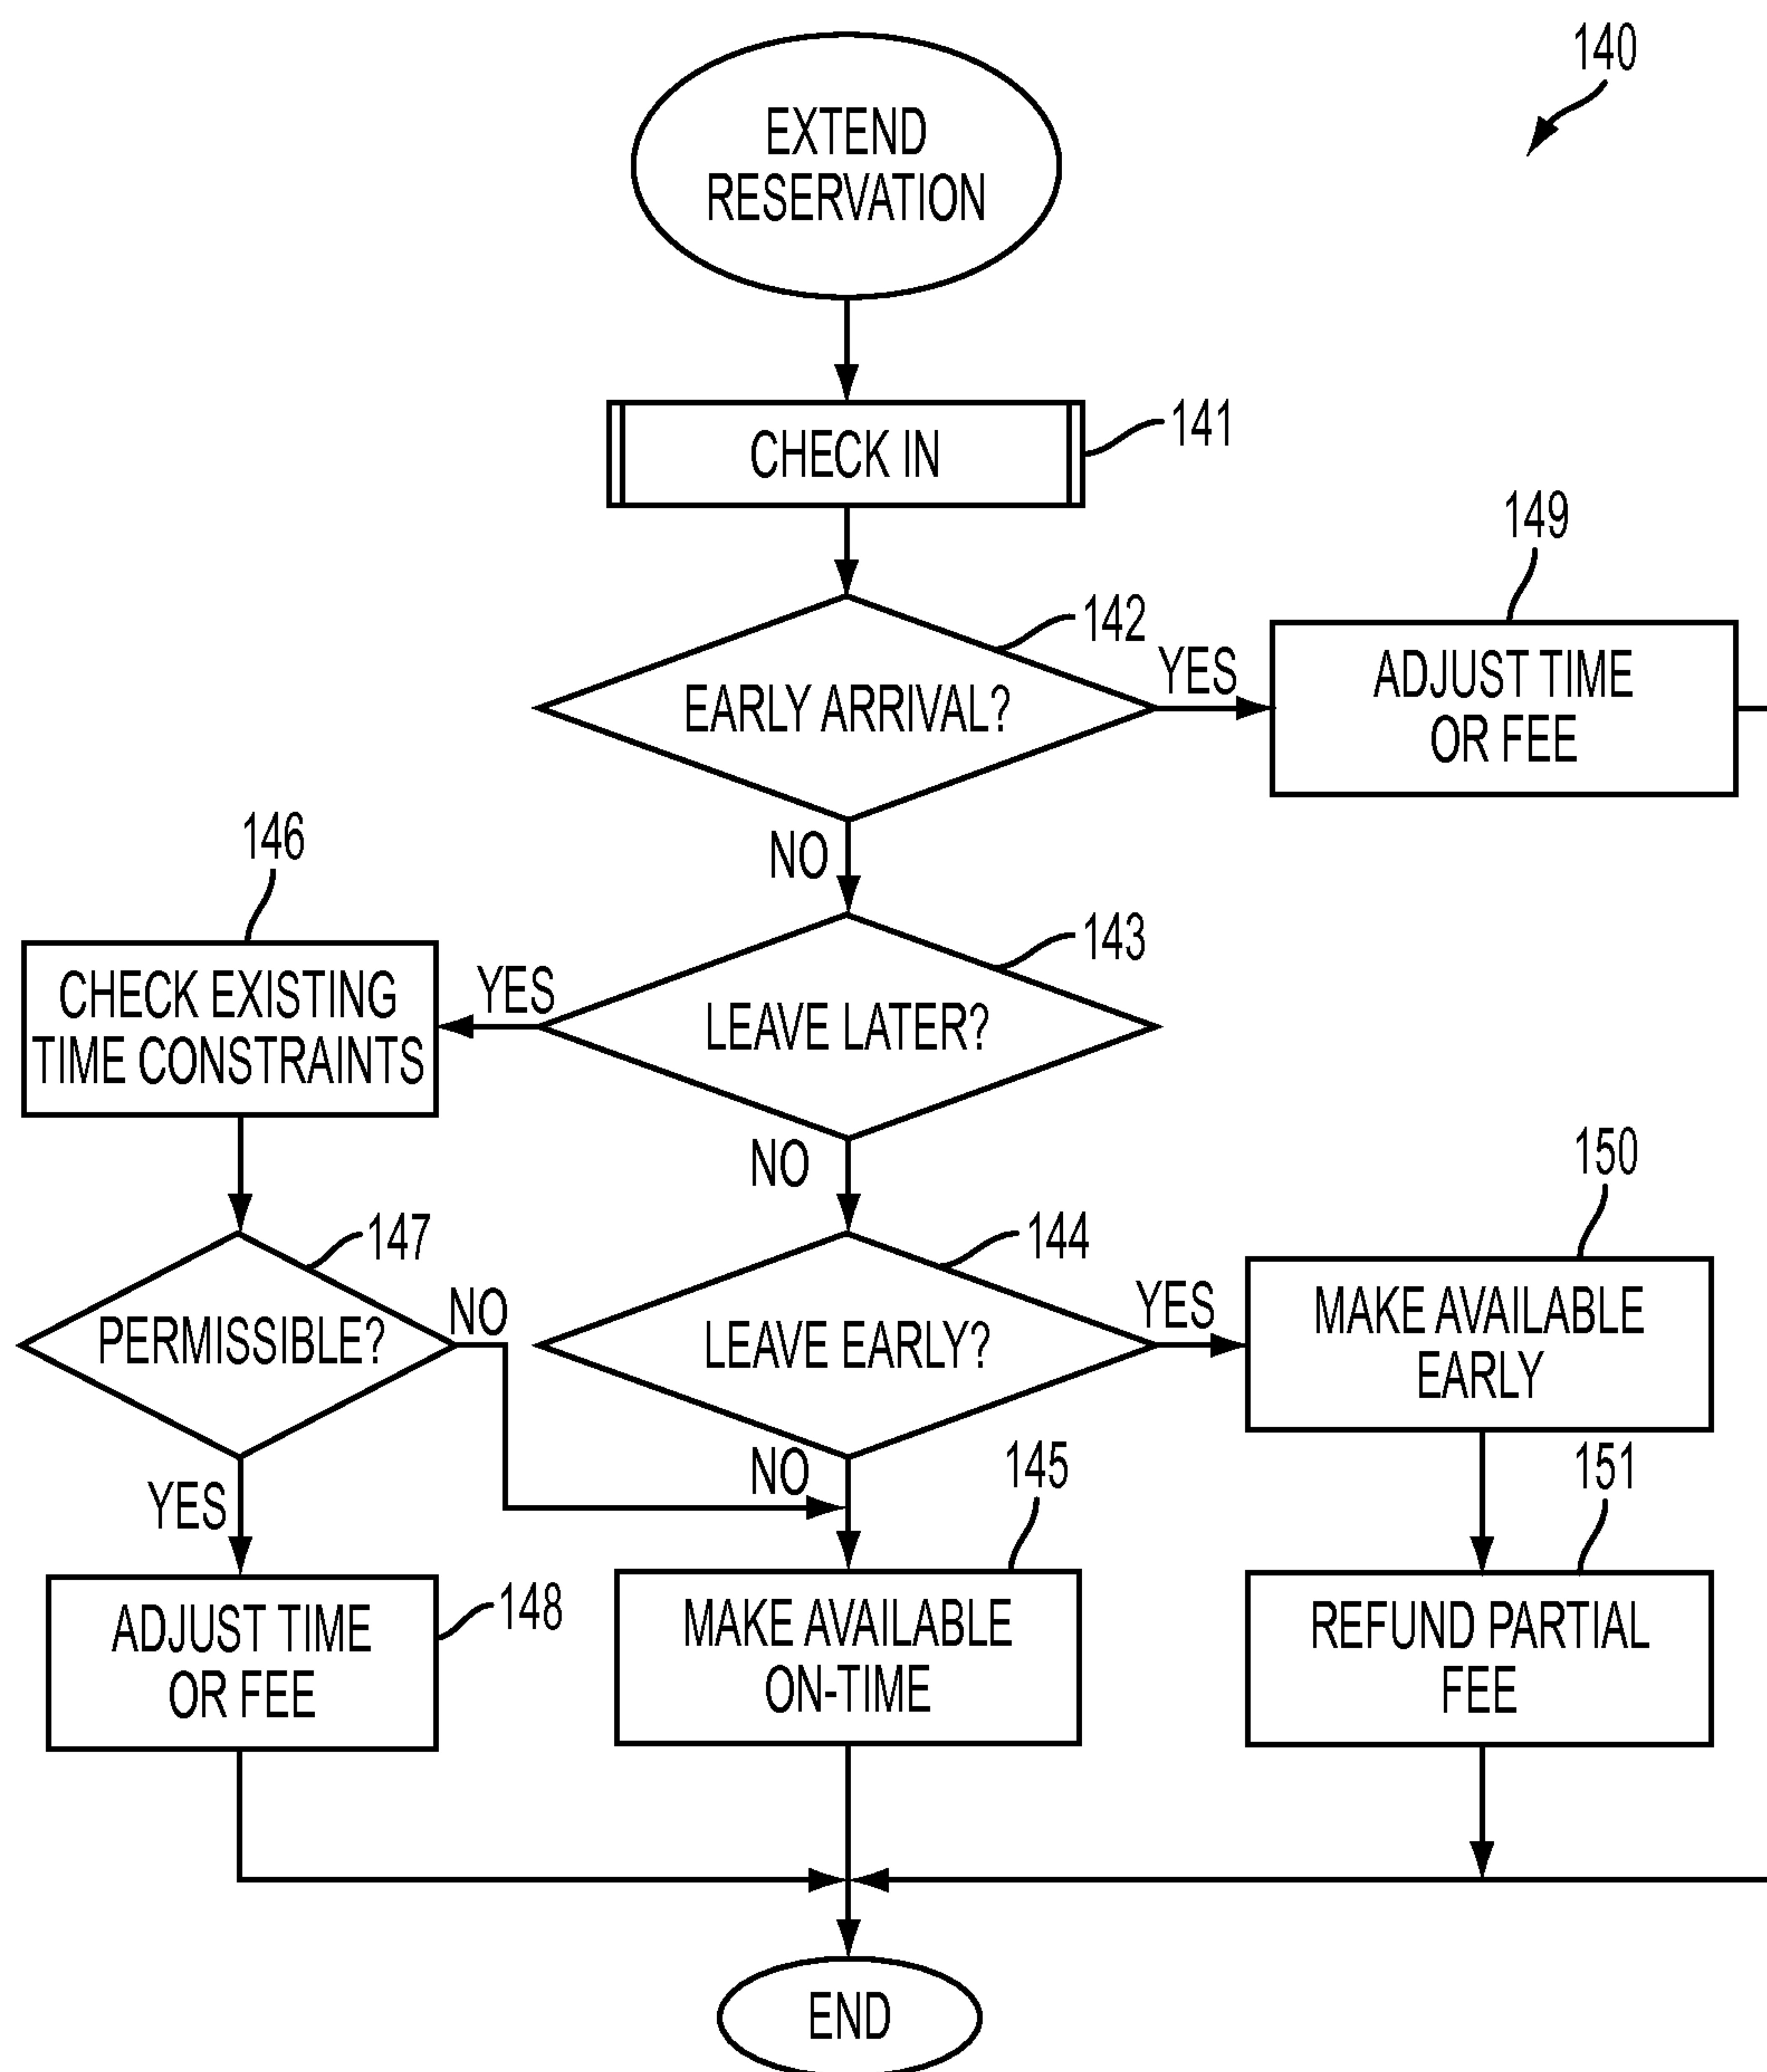 140
EXTEND
RESERVATION
CHECK IN
141
142
EARLY ARRIVAL?
YES
149
ADJUST TIME
OR FEE
NO
143
LEAVE LATER?
YES
146
CHECK EXISTING
TIME CONSTRAINTS
NO
147
PERMISSIBLE?
NO
144
LEAVE EARLY?
YES
150
MAKE AVAILABLE
EARLY
YES
148
ADJUST TIME
OR FEE
NO
145
MAKE AVAILABLE
ON-TIME
151
REFUND PARTIAL
FEE
END